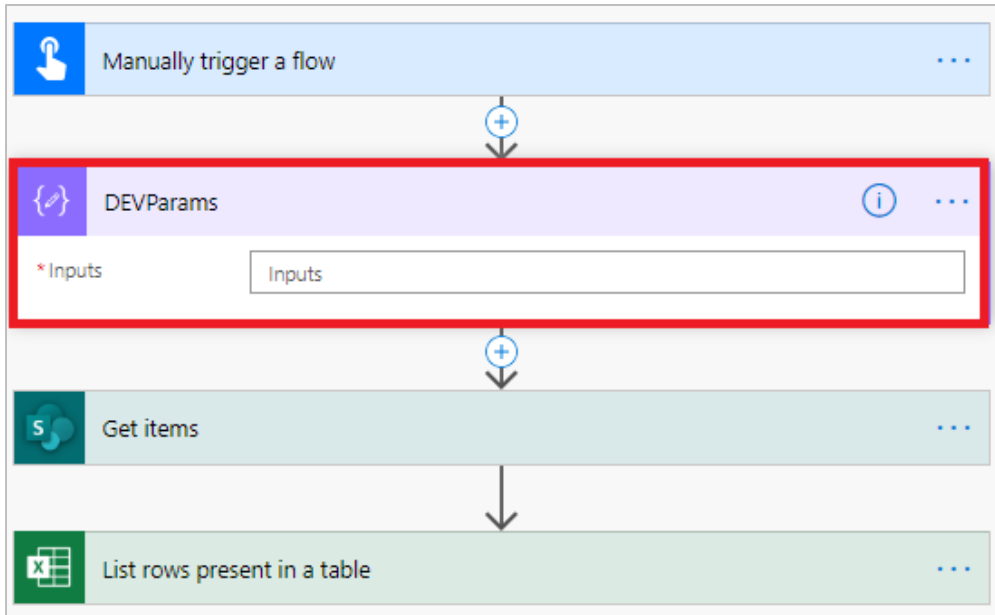 Manually trigger a flow
DEVParams
* Inputs
Inputs
Get items
List rows present in a table